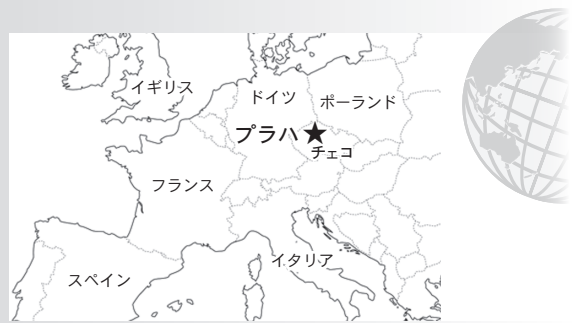 イギリス
ドイツ
ポーランド
プラハ★
チェコ
フランス
イタリア
スペイン